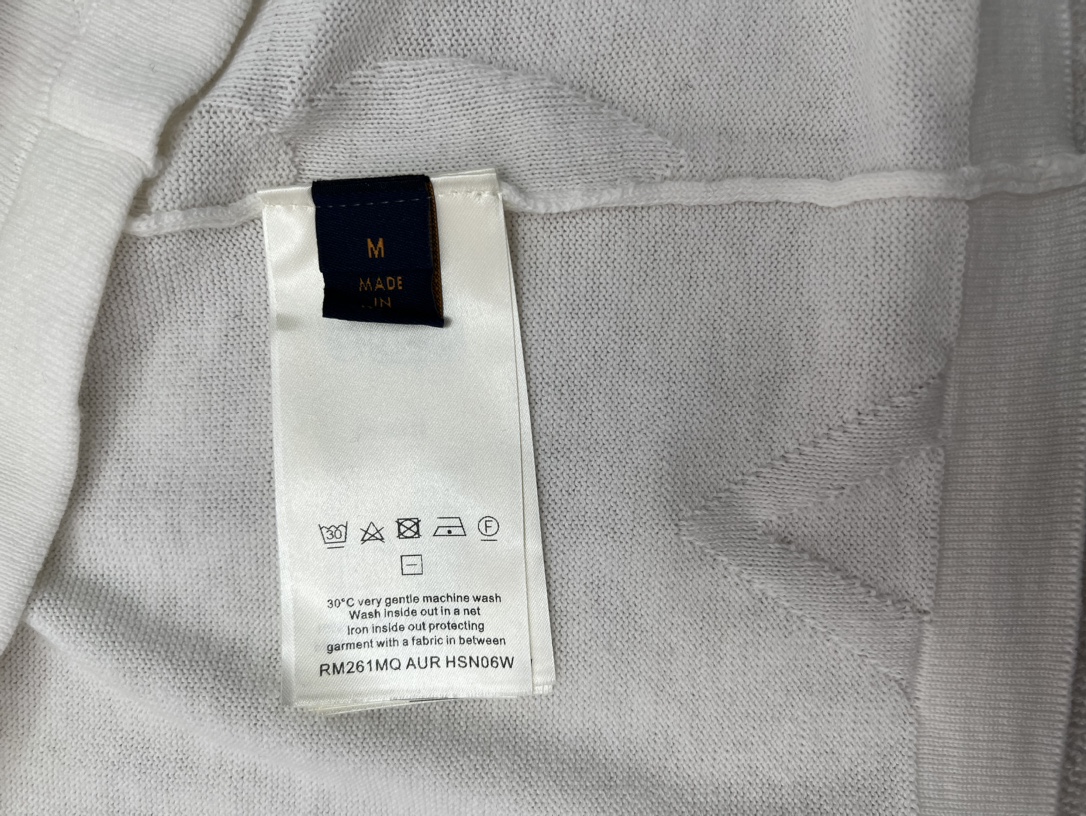 M
MADE
IN
30
F
30°C very gentle machine wash
Wash inside out in a net
Iron inside out protecting
garment with a fabric in between
RM261MQ AUR HSN06W